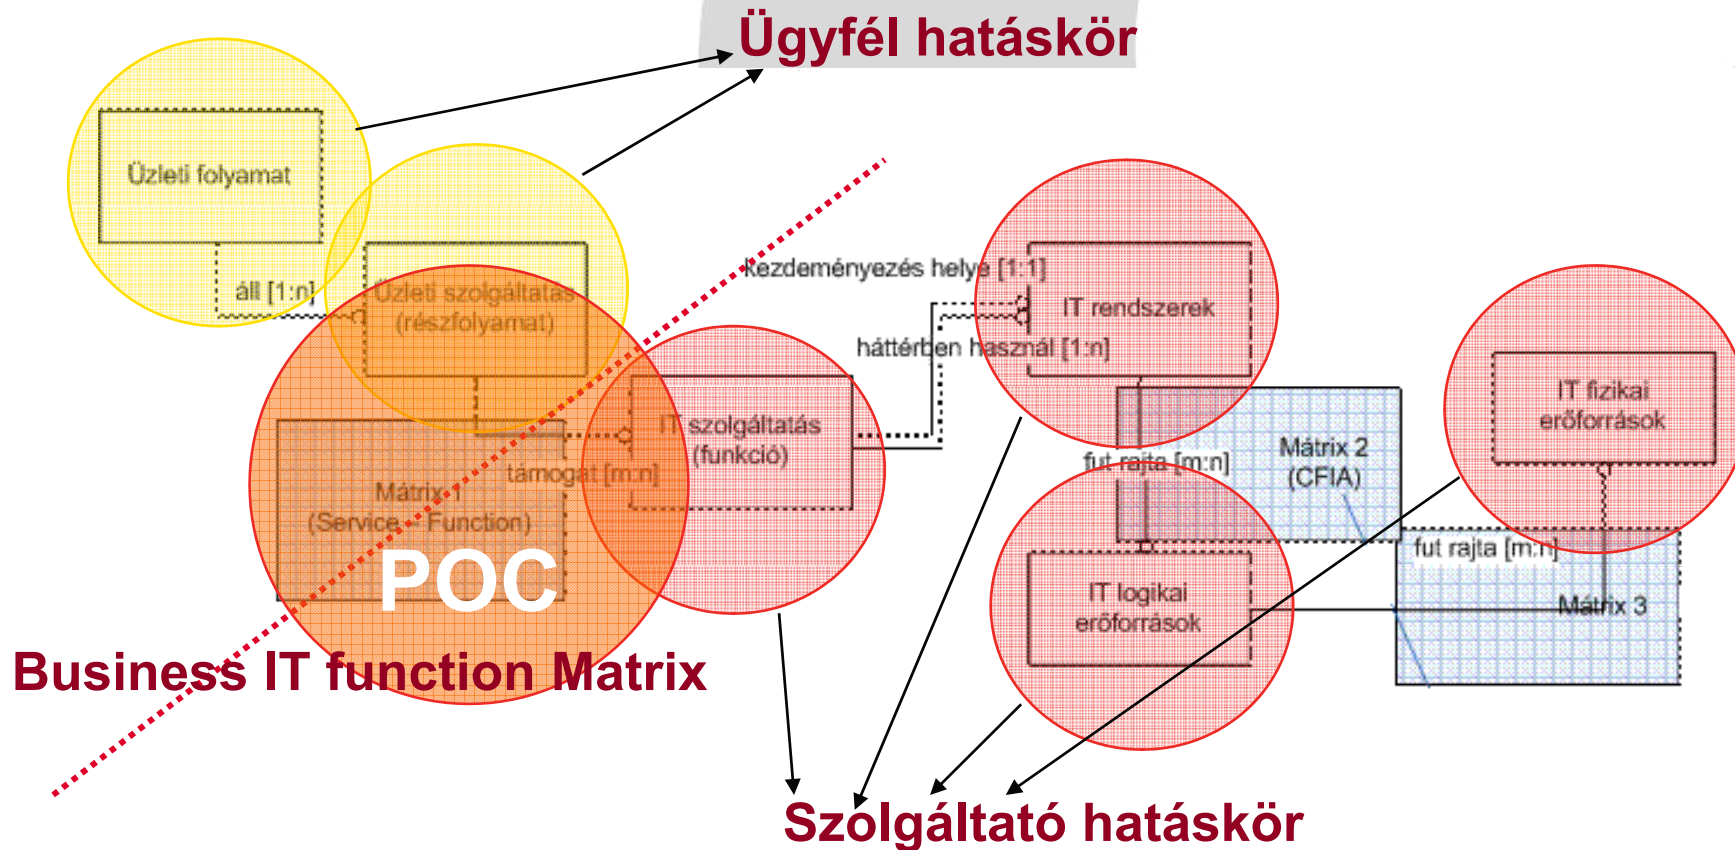 Ügyfél hatáskör
Üzleti folyamat
áll [1:n]
Üzleti szolgáltatás
(részfolyamat)
kezdeményezés helye [1:1]
IT rendszerek
háttérben használ [1:n]
IT szolgáltatás
(funkció)
támogat [m:n]
Mátrix 1
(Service - Function)
POC
Business IT function Matrix
fut rajta [m:n]
Mátrix 2
(CFIA)
IT fizikai
erőforrások
fut rajta [m:n]
Mátrix 3
IT logikai
erőforrások
Szolgáltató hatáskör